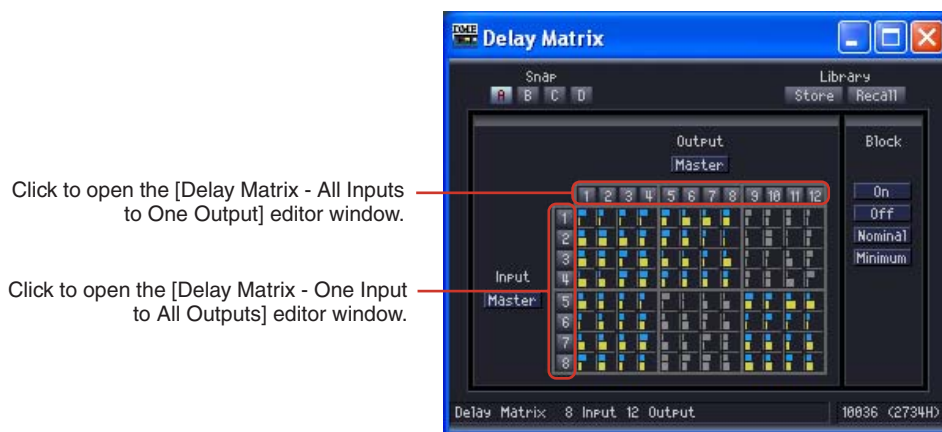 DME
Delay Matrix
Snap
Library
A B C D
Store Recall
Output
Block
Master
Click to open the [Delay Matrix - All Inputs
to One Output] editor window.
1 2 3 4 5 6 7 8 9 10 11 12
On
Off
Nominal
Minimum
1
2
3
4
5
6
7
8
Input
Master
Click to open the [Delay Matrix - One Input
to All Outputs] editor window.
Delay Matrix 8 Input 12 Output
10036 (2734H)